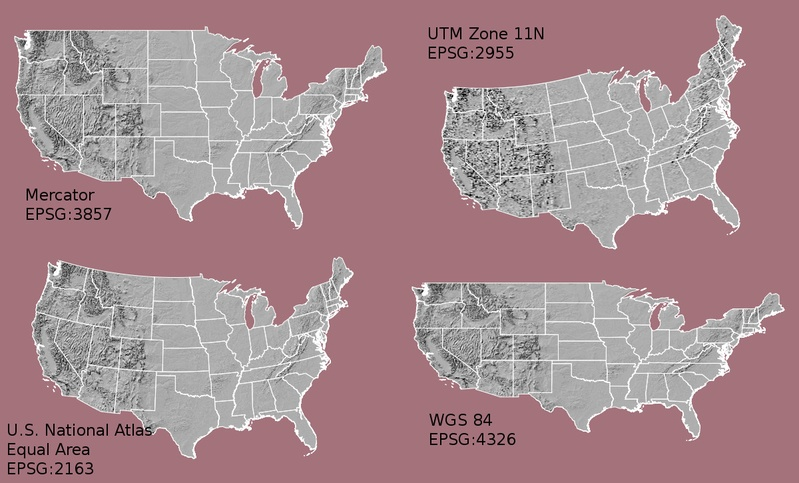 UTM Zone 11N
EPSG:2955
Mercator
EPSG:3857
U.S. National Atlas
Equal Area
EPSG:2163
WGS 84
EPSG:4326